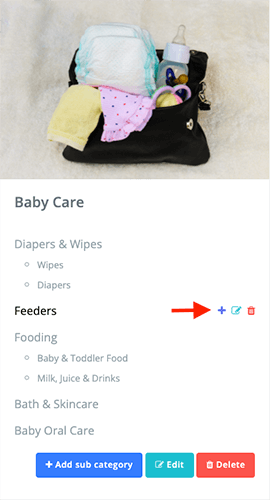 Baby Care
Diapers & Wipes
Wipes
Diapers
Feeders
Fooding
Baby & Toddler Food
Milk, Juice & Drinks
Bath & Skincare
Baby Oral Care
+ Add sub category
Edit
Delete